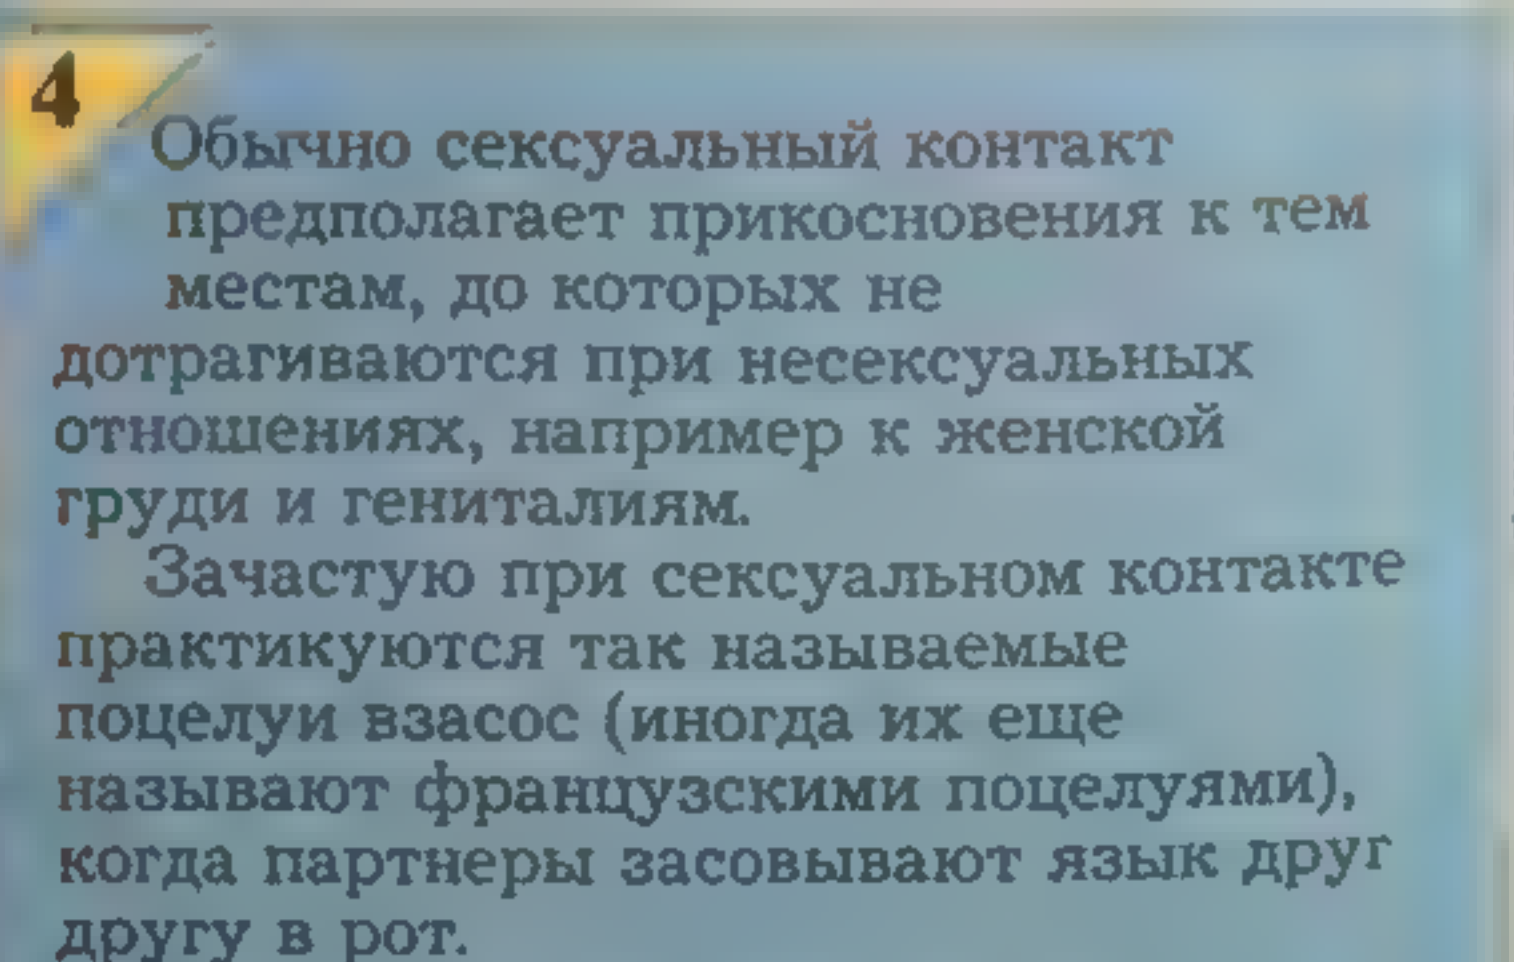 4
Обычно сексуальный контакт
предполагает прикосновения к тем
местам, до которых не
дотрагиваются при несексуальных
отношениях, например к женской
груди и гениталиям.
Зачастую при сексуальном контакте
практикуются так называемые
поцелуи взасос (иногда их еще
называют французскими поцелуями),
когда партнеры засовывают язык друг
другу в рот.